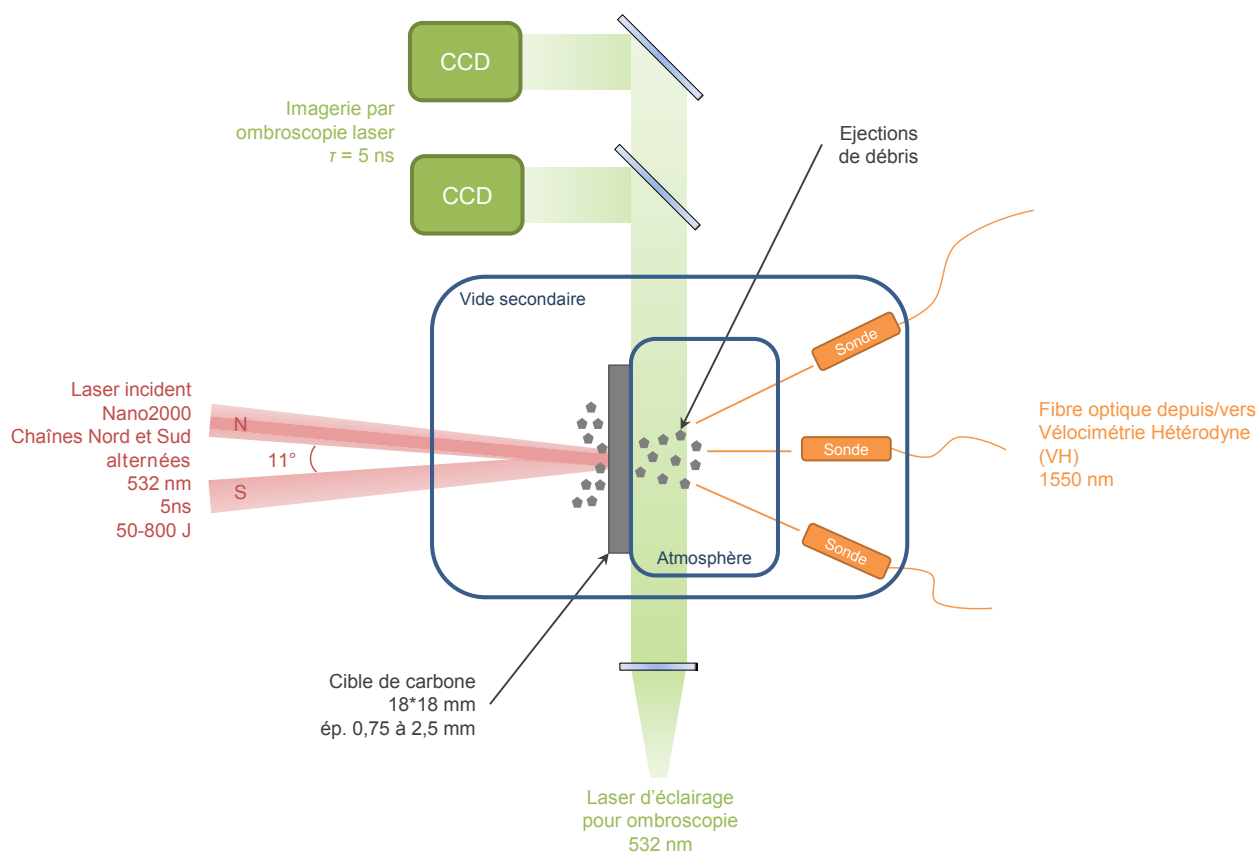 CCD
Imagerie par
ombroscopie laser
τ = 5 ns
CCD
Ejections
de débris
Vide secondaire
Sonde
Laser incident
Nano2000
Chaînes Nord et Sud
alternées
532 nm
5ns
50-800 J
N
11°
S
Sonde
Fibre optique depuis/vers
Vélocimétrie Hétérodyne
(VH)
1550 nm
Sonde
Atmosphère
Cible de carbone
18*18 mm
ép. 0,75 à 2,5 mm
Laser d'éclairage
pour ombroscopie
532 nm